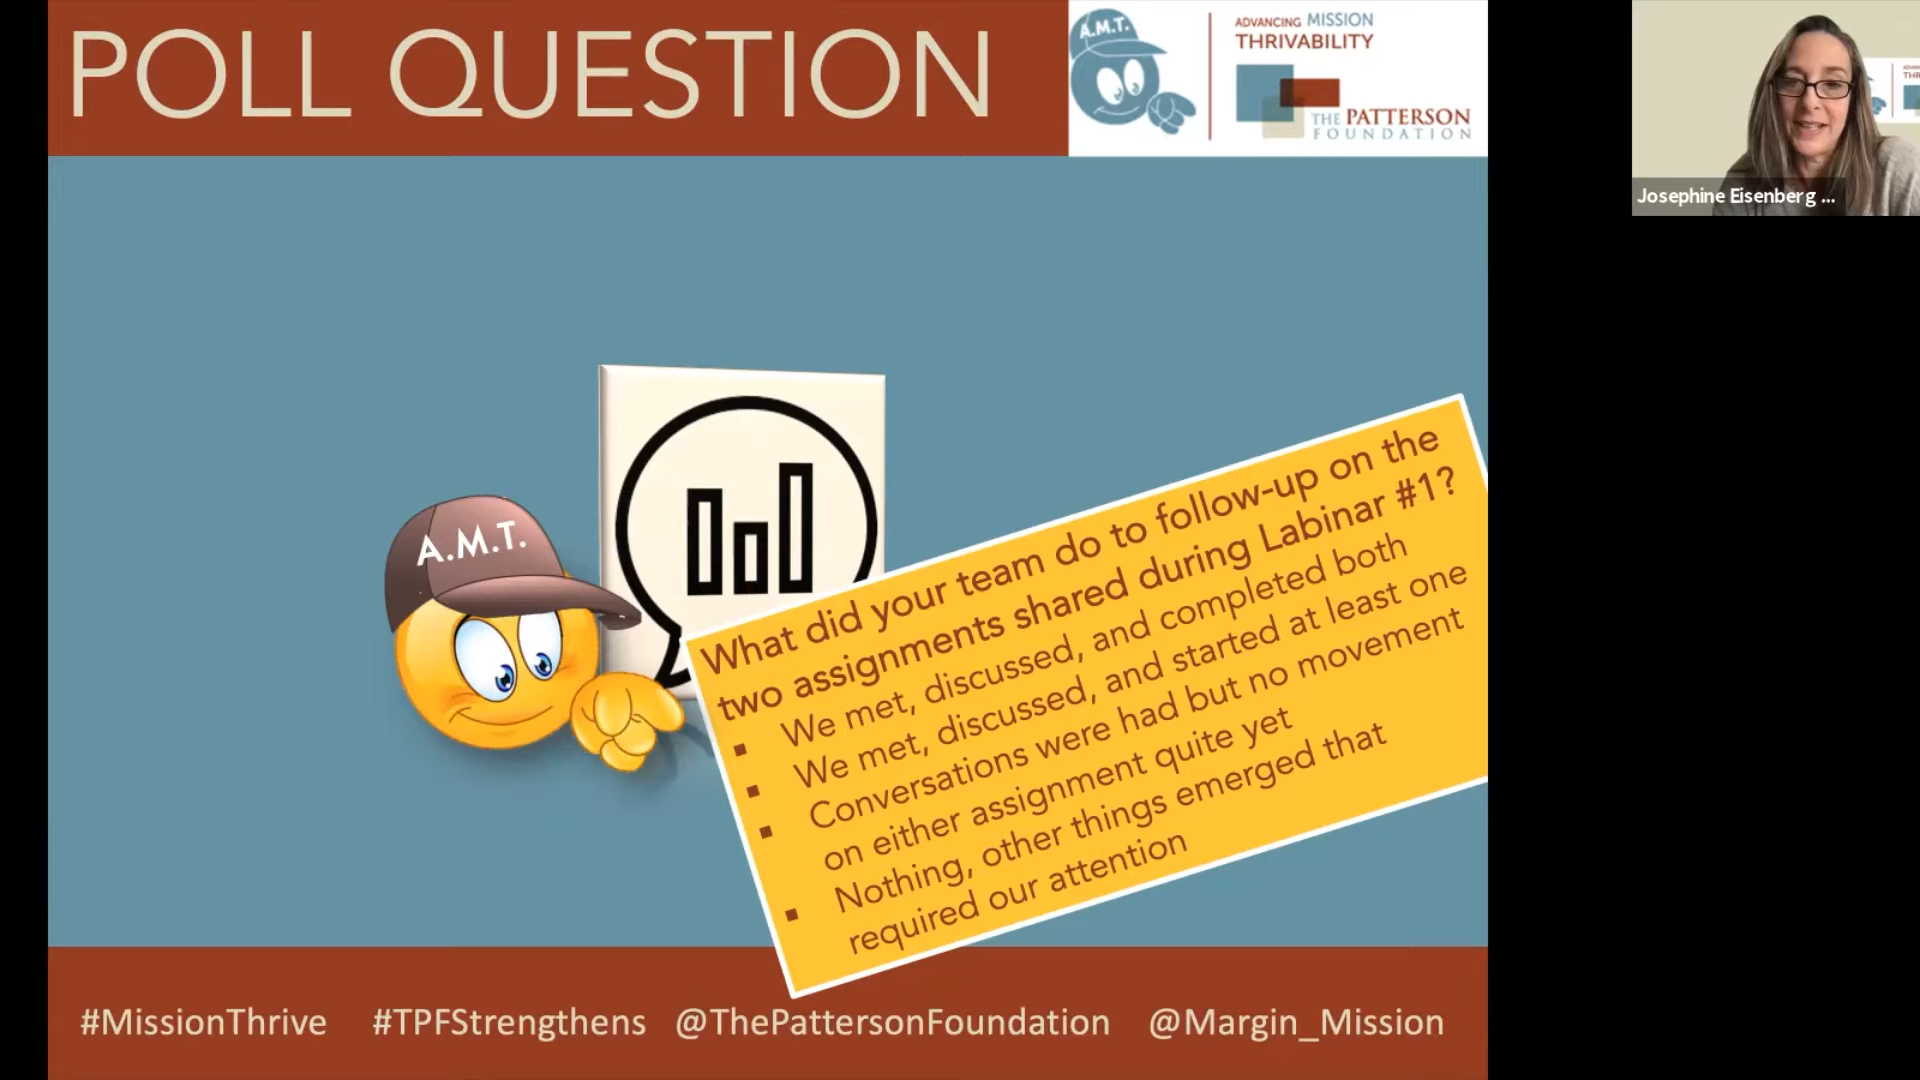 POLL QUESTION
A.M.T.
ADVANCING MISSION
THRIVABILITY
THE PATTERSON
FOUNDATION
Josephine Eisenberg ...
A.M.T.
What did your team do to follow-up on the
two assignments shared during Labinar #1?
▪ We met, discussed, and completed both
▪ We met, discussed, and started at least one
▪ Conversations were had but no movement
on either assignment quite yet
▪ Nothing, other things emerged that
required our attention
#MissionThrive #TPFStrengthens @ThePattersonFoundation @Margin_Mission